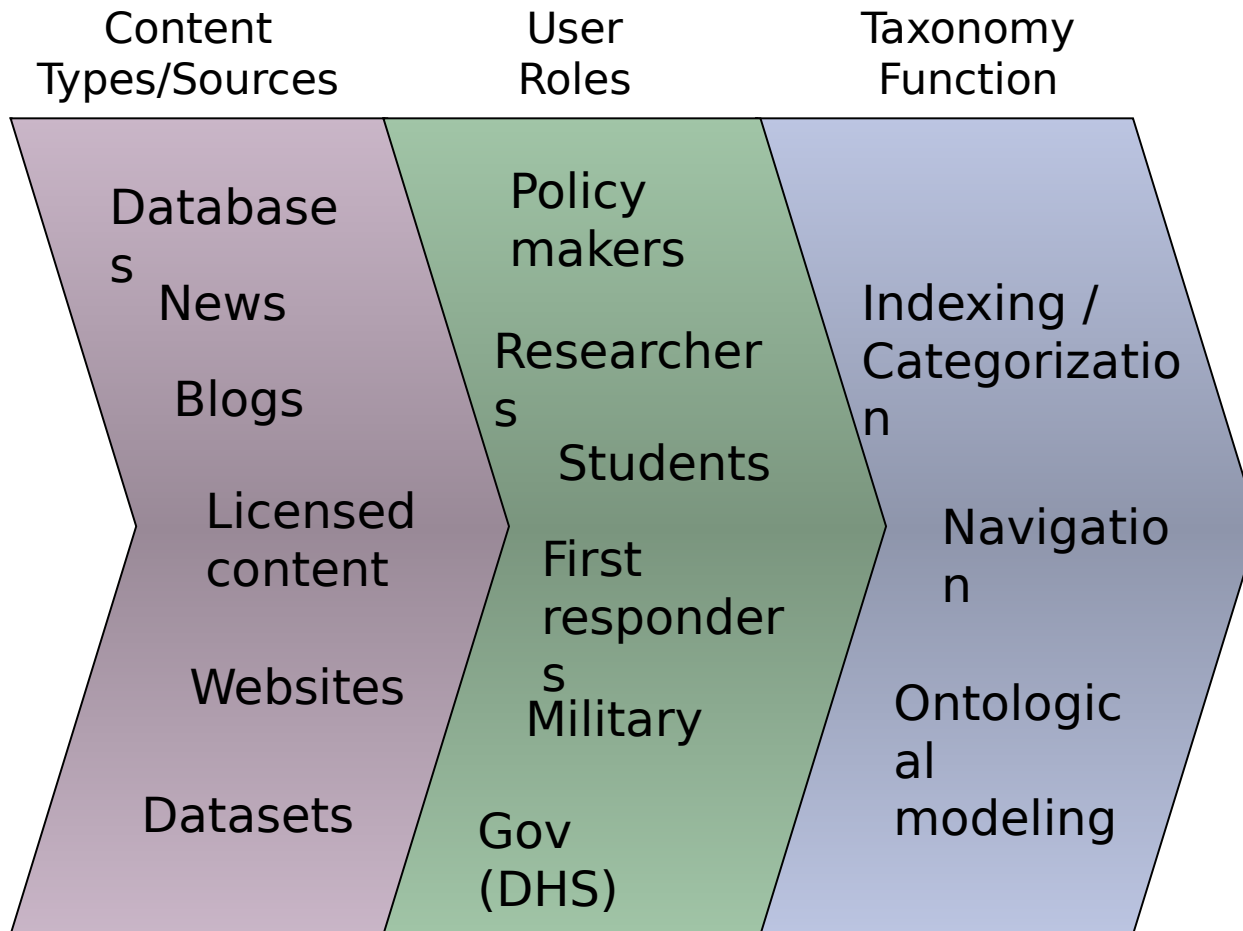 Content
Types/Sources
User
Roles
Taxonomy
Function
Database
s
News
Blogs
Licensed
content
Websites
Datasets
Policy
makers
Researcher
s
Students
First
responder
s
Military
Gov
(DHS)
Indexing /
Categorizatio
n
Navigatio
n
Ontologic
al
modeling